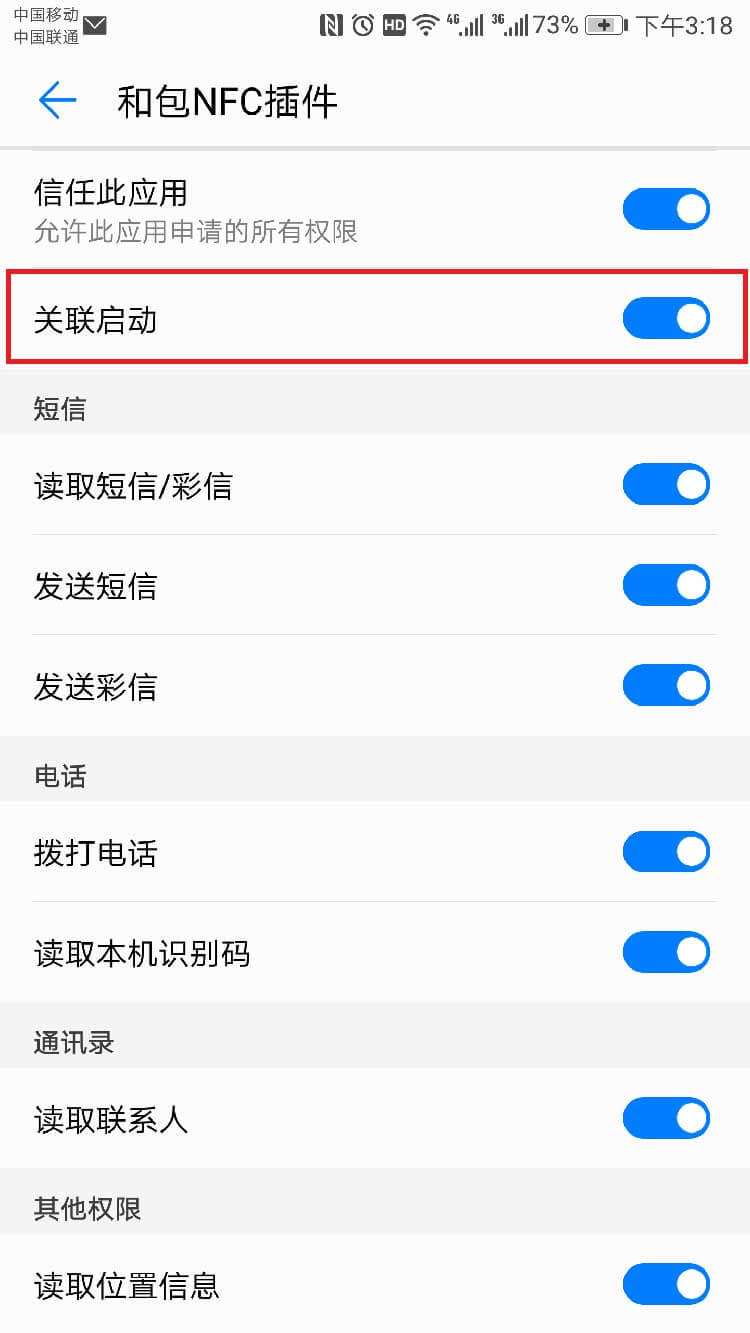 中国移动
中国联通
HD 4G 3G 73% 下午3:18
和包NFC插件
信任此应用
允许此应用申请的所有权限
关联启动
短信
读取短信/彩信
发送短信
发送彩信
电话
拨打电话
读取本机识别码
通讯录
读取联系人
其他权限
读取位置信息